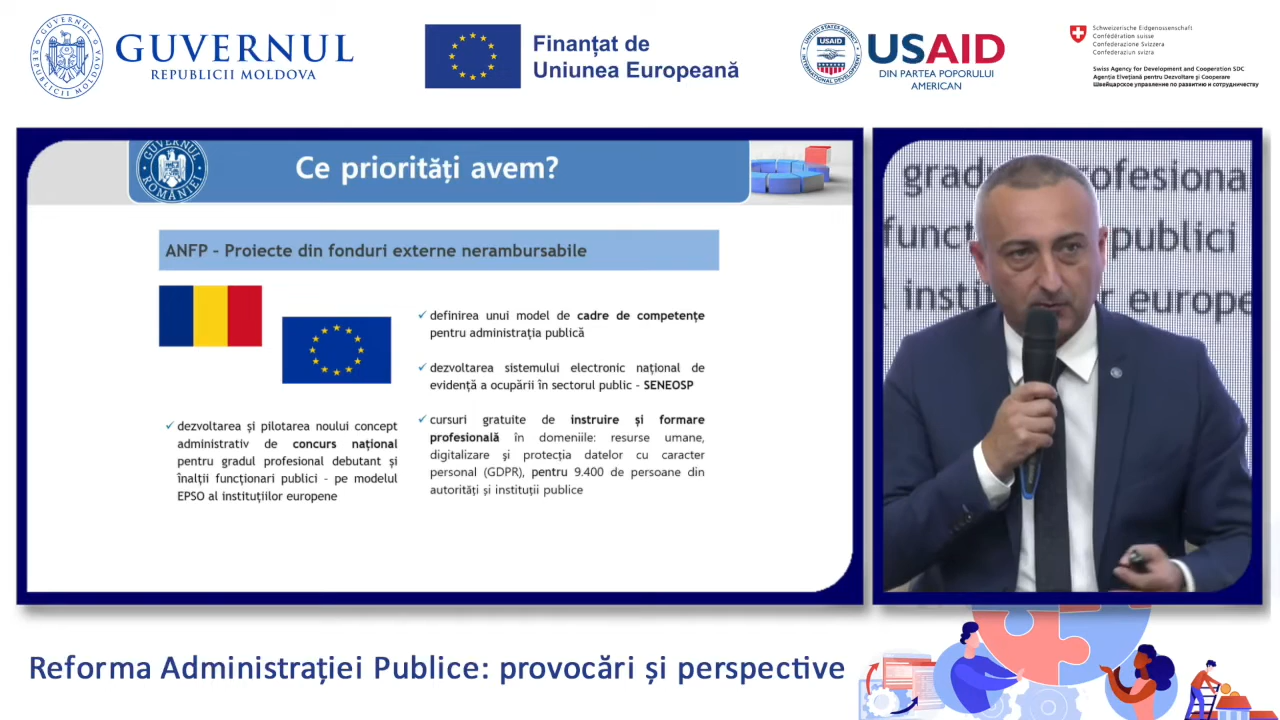 GUVERNUL
REPUBLICII MOLDOVA
Finanțat de
Uniunea Europeană
USAID
USAID
DIN PARTEA POPORULUI
AMERICAN
Schweizerische Eidgenossenschaft
Confédération suisse
Confederazione Svizzera
Confederaziun svizra
Swiss Agency for Development and Cooperation SDC
Agenția Elvețiană pentru Dezvoltare și Cooperare
Швейцарское управление по развитию и сотрудничеству
GUVERNUL
ROMÂNIEI
Ce priorități avem?
ANFP – Proiecte din fonduri externe nerambursabile
✓ dezvoltarea și pilotarea noului concept
administrativ de concurs național
pentru gradul profesional debutant și
înalții funcționari publici - pe modelul
EPSO al instituțiilor europene
✓ definirea unui model de cadre de competențe
pentru administrația publică
✓ dezvoltarea sistemului electronic național de
evidență a ocupării în sectorul public - SENEOSP
✓ cursuri gratuite de instruire și formare
profesională în domeniile: resurse umane,
digitalizare și protecția datelor cu caracter
personal (GDPR), pentru 9.400 de persoane din
autorități și instituții publice
publici
europe
Reforma Administrației Publice: provocări și perspective